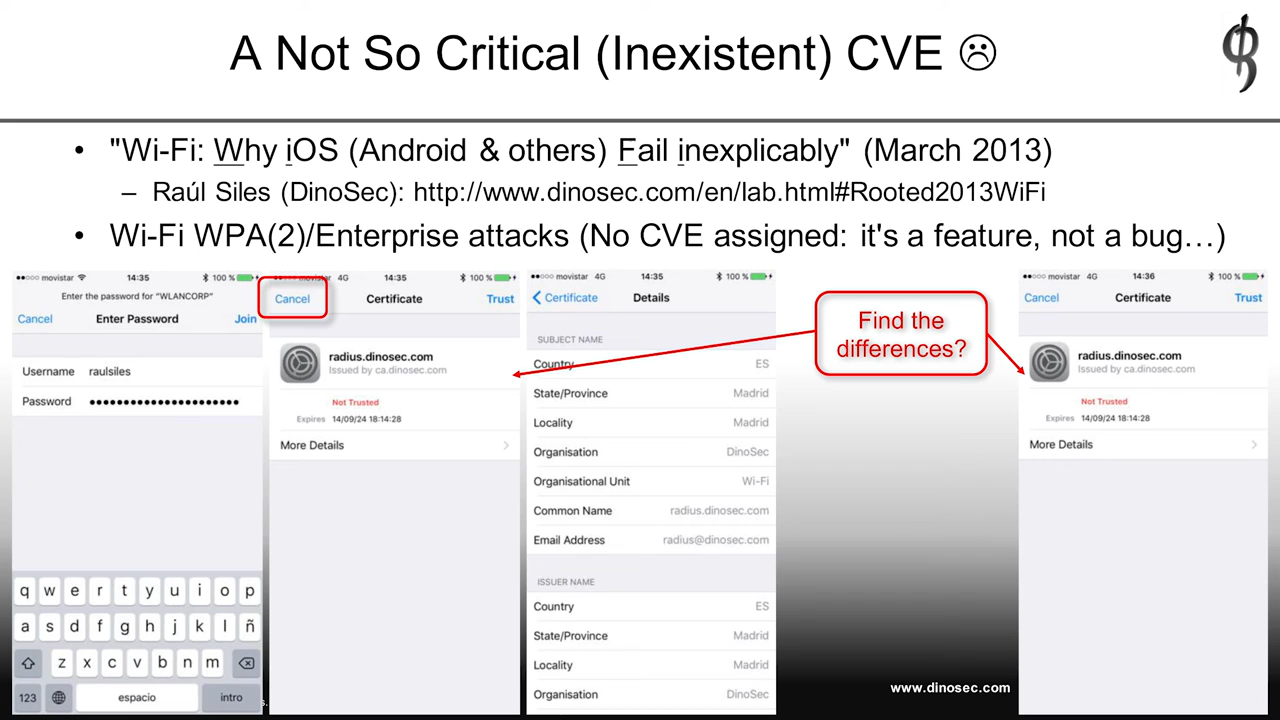 A Not So Critical (Inexistent) CVE ☹
• "Wi-Fi: Why iOS (Android & others) Fail inexplicably" (March 2013)
– Raúl Siles (DinoSec): http://www.dinosec.com/en/lab.html#Rooted2013WiFi
• Wi-Fi WPA(2)/Enterprise attacks (No CVE assigned: it's a feature, not a bug…)
movistar 14:35 100 %
Enter the password for "WLANCORP"
Cancel Enter Password Join
Username raulsiles
Password ●●●●●●●●●●●●●●●●●●●●●●
q w e r t y u i o p
a s d f g h j k l ñ
z x c v b n m
123 espacio intro
s.
movistar 4G 14:35 100 %
Cancel Certificate Trust
radius.dinosec.com
Issued by ca.dinosec.com
Not Trusted
Expires 14/09/24 18:14:28
More Details
movistar 4G 14:35 100 %
Certificate Details
SUBJECT NAME
Country ES
State/Province Madrid
Locality Madrid
Organisation DinoSec
Organisational Unit Wi-Fi
Common Name radius.dinosec.com
Email Address radius@dinosec.com
ISSUER NAME
Country ES
State/Province Madrid
Locality Madrid
Organisation DinoSec
Find the
differences?
movistar 4G 14:36 100 %
Cancel Certificate Trust
radius.dinosec.com
Issued by ca.dinosec.com
Not Trusted
Expires 14/09/24 18:14:28
More Details
www.dinosec.com